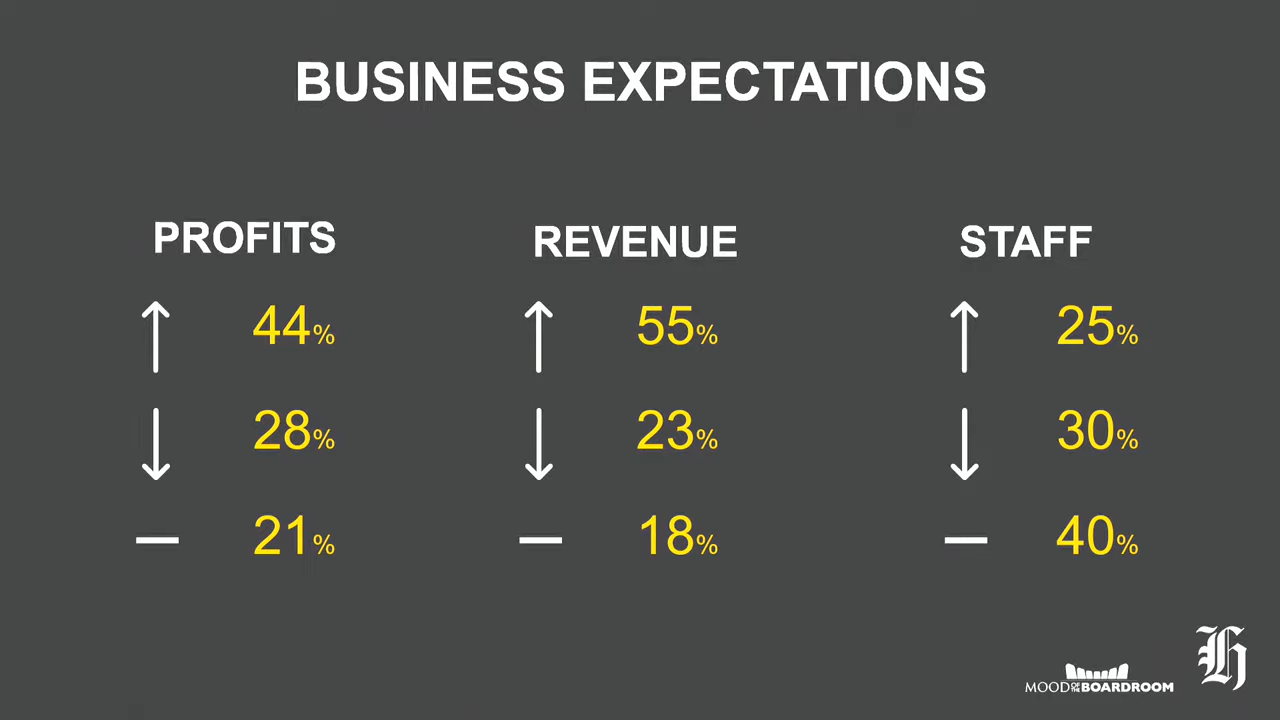 BUSINESS EXPECTATIONS
PROFITS REVENUE STAFF
↑ 44% ↑ 55% ↑ 25%
↓ 28% ↓ 23% ↓ 30%
— 21% — 18% — 40%
MOOD OF THE BOARDROOM
H